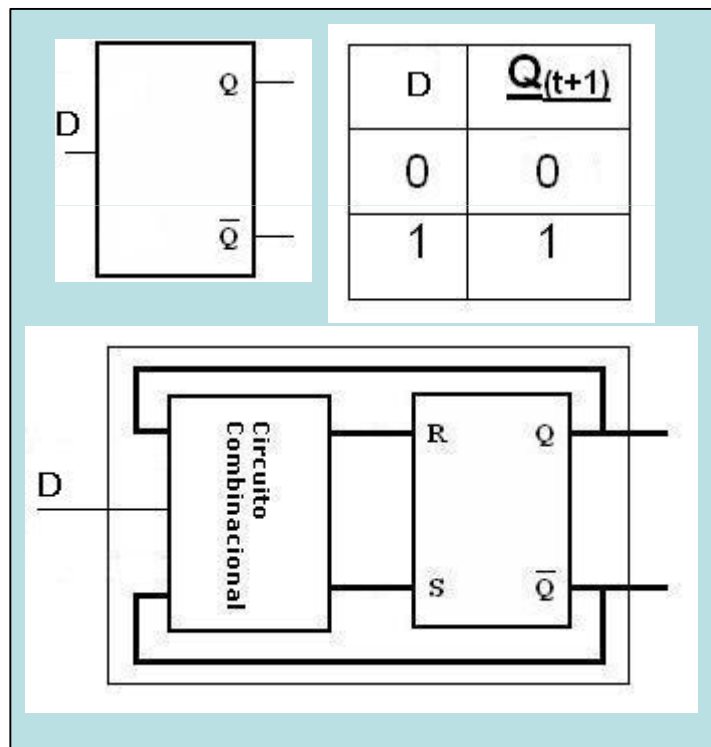 Q
D
Q̅
D Q(t+1)
0 0
1 1
D
Circuito
Combinacional
R Q
S Q̅